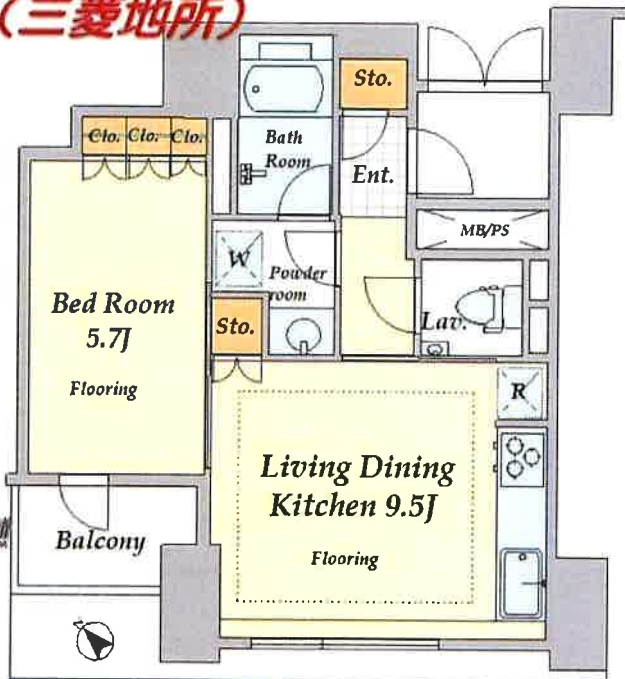 (三菱地所)
Sto.
Clo. Clo. Clo.
Bath
Room
Ent.
MB/PS
W
Powder
room
Bed Room
5.7J
Flooring
Sto.
Lav.
R
Living Dining
Kitchen 9.5J
Flooring
Balcony